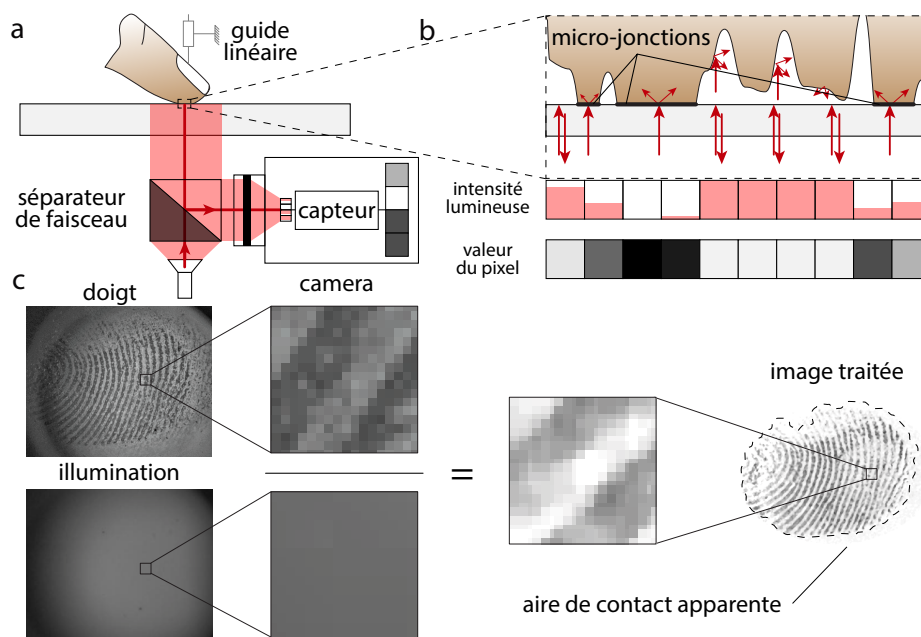 a
guide
linéaire
séparateur
de faisceau
capteur
camera
b
micro-jonctions
intensité
lumineuse
valeur
du pixel
c
doigt
illumination
=
image traitée
aire de contact apparente